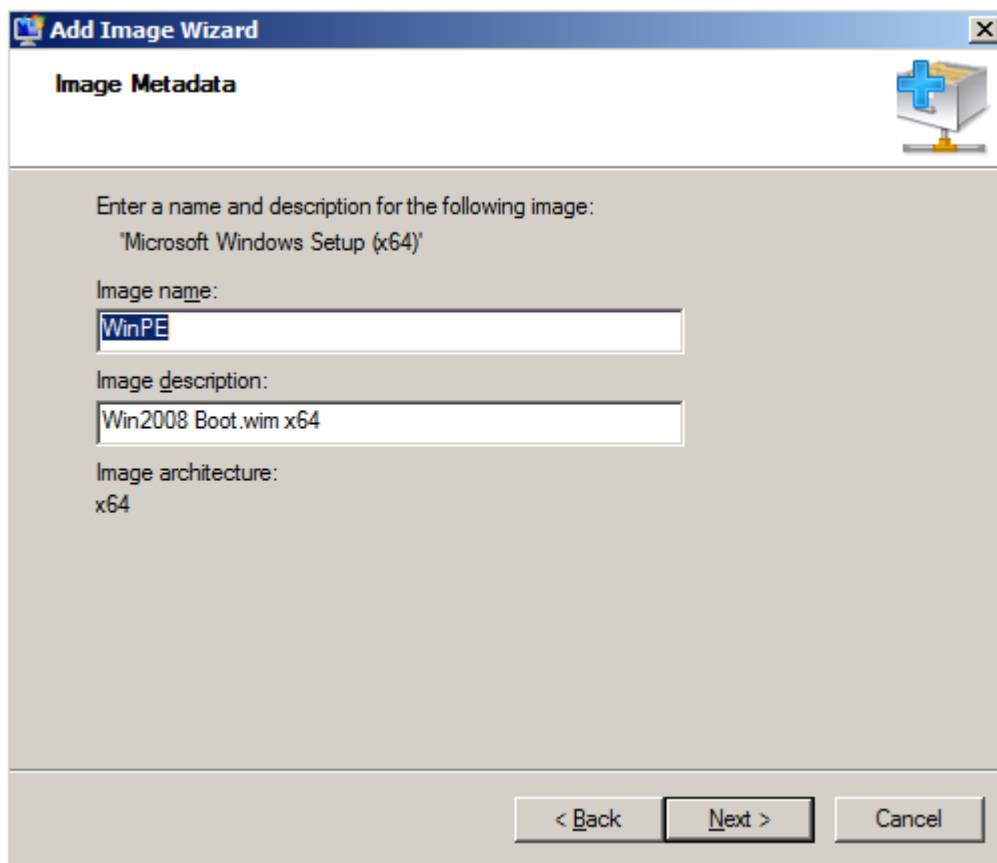 Add Image Wizard
Image Metadata
Enter a name and description for the following image:
'Microsoft Windows Setup (x64)'
Image name:
WinPE
Image description:
Win2008 Boot.wim x64
Image architecture:
x64
< Back
Next >
Cancel